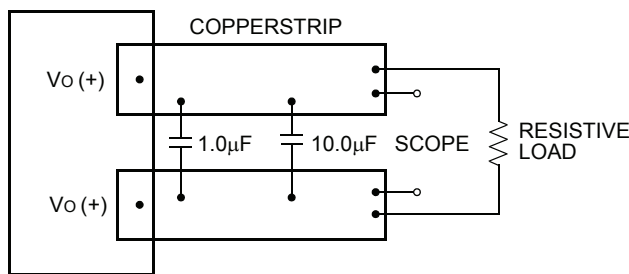 COPPERSTRIP
VO (+)
1.0μF
10.0μF
SCOPE
RESISTIVE
LOAD
VO (+)